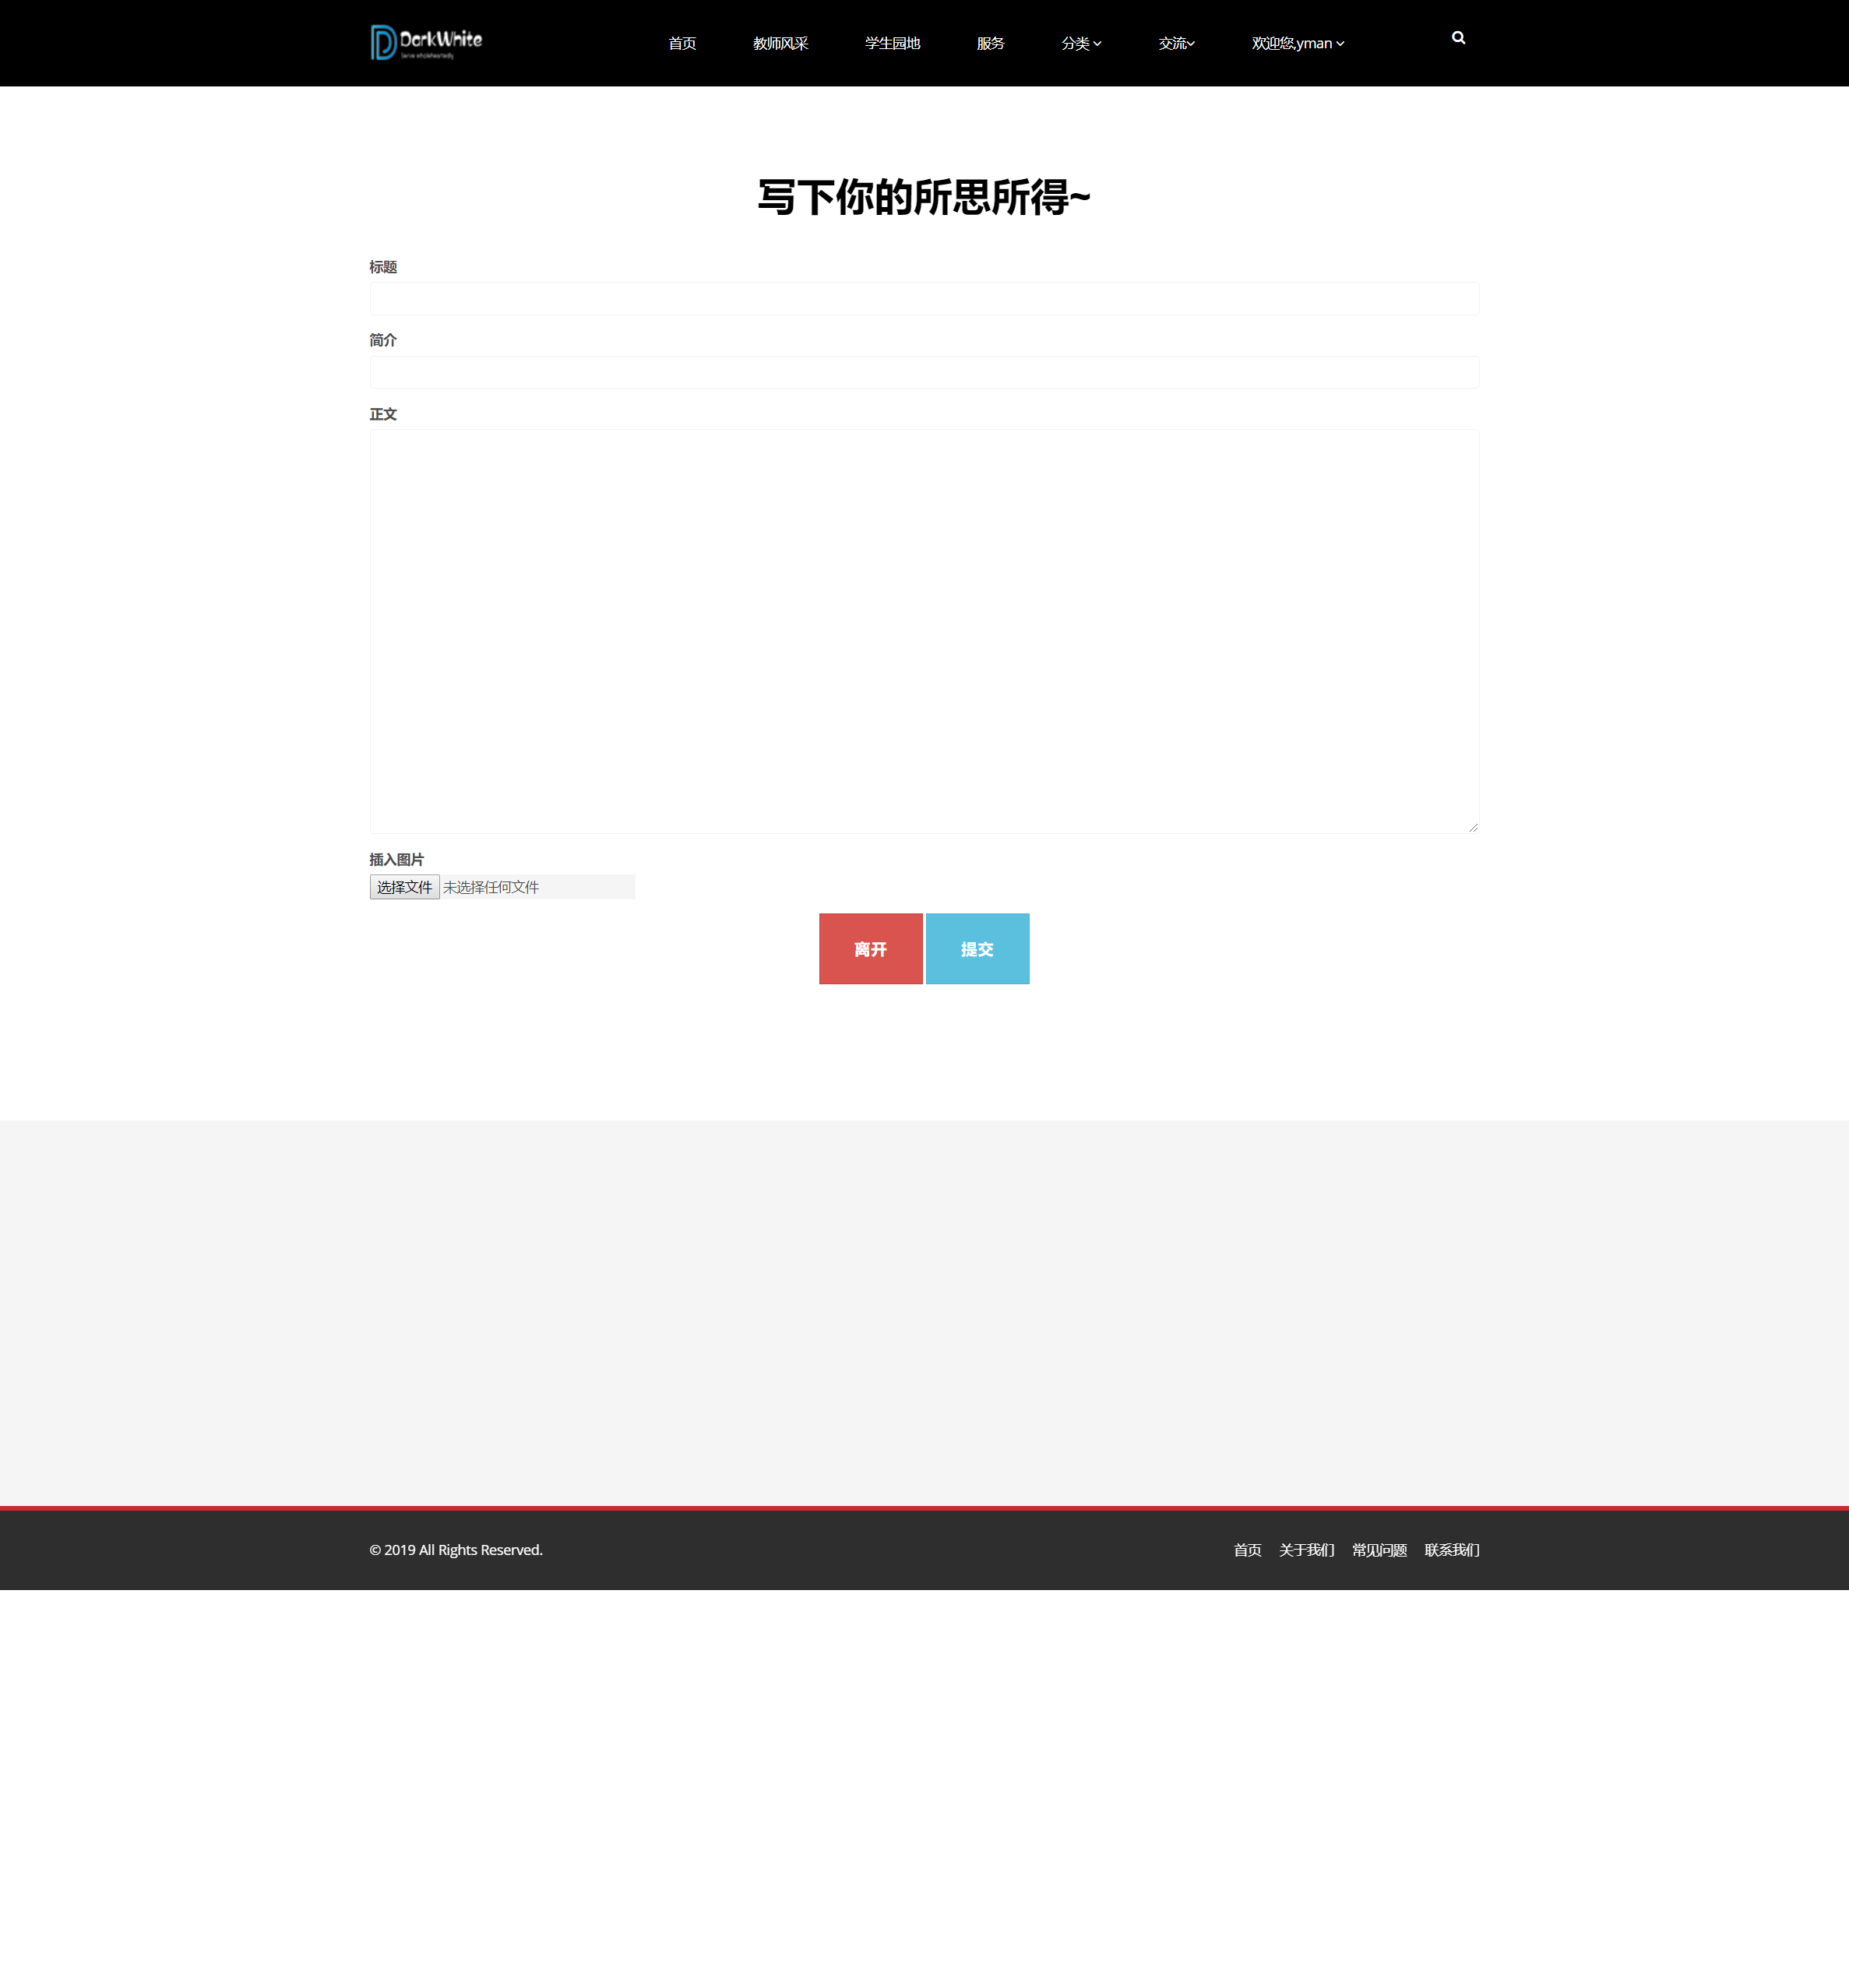 DarkWhite
Serve wholeheartedly
首页 教师风采 学生园地 服务 分类 交流 欢迎您,yman
写下你的所思所得~
标题
简介
正文
插入图片
选择文件 未选择任何文件
离开 提交
© 2019 All Rights Reserved.
首页 关于我们 常见问题 联系我们